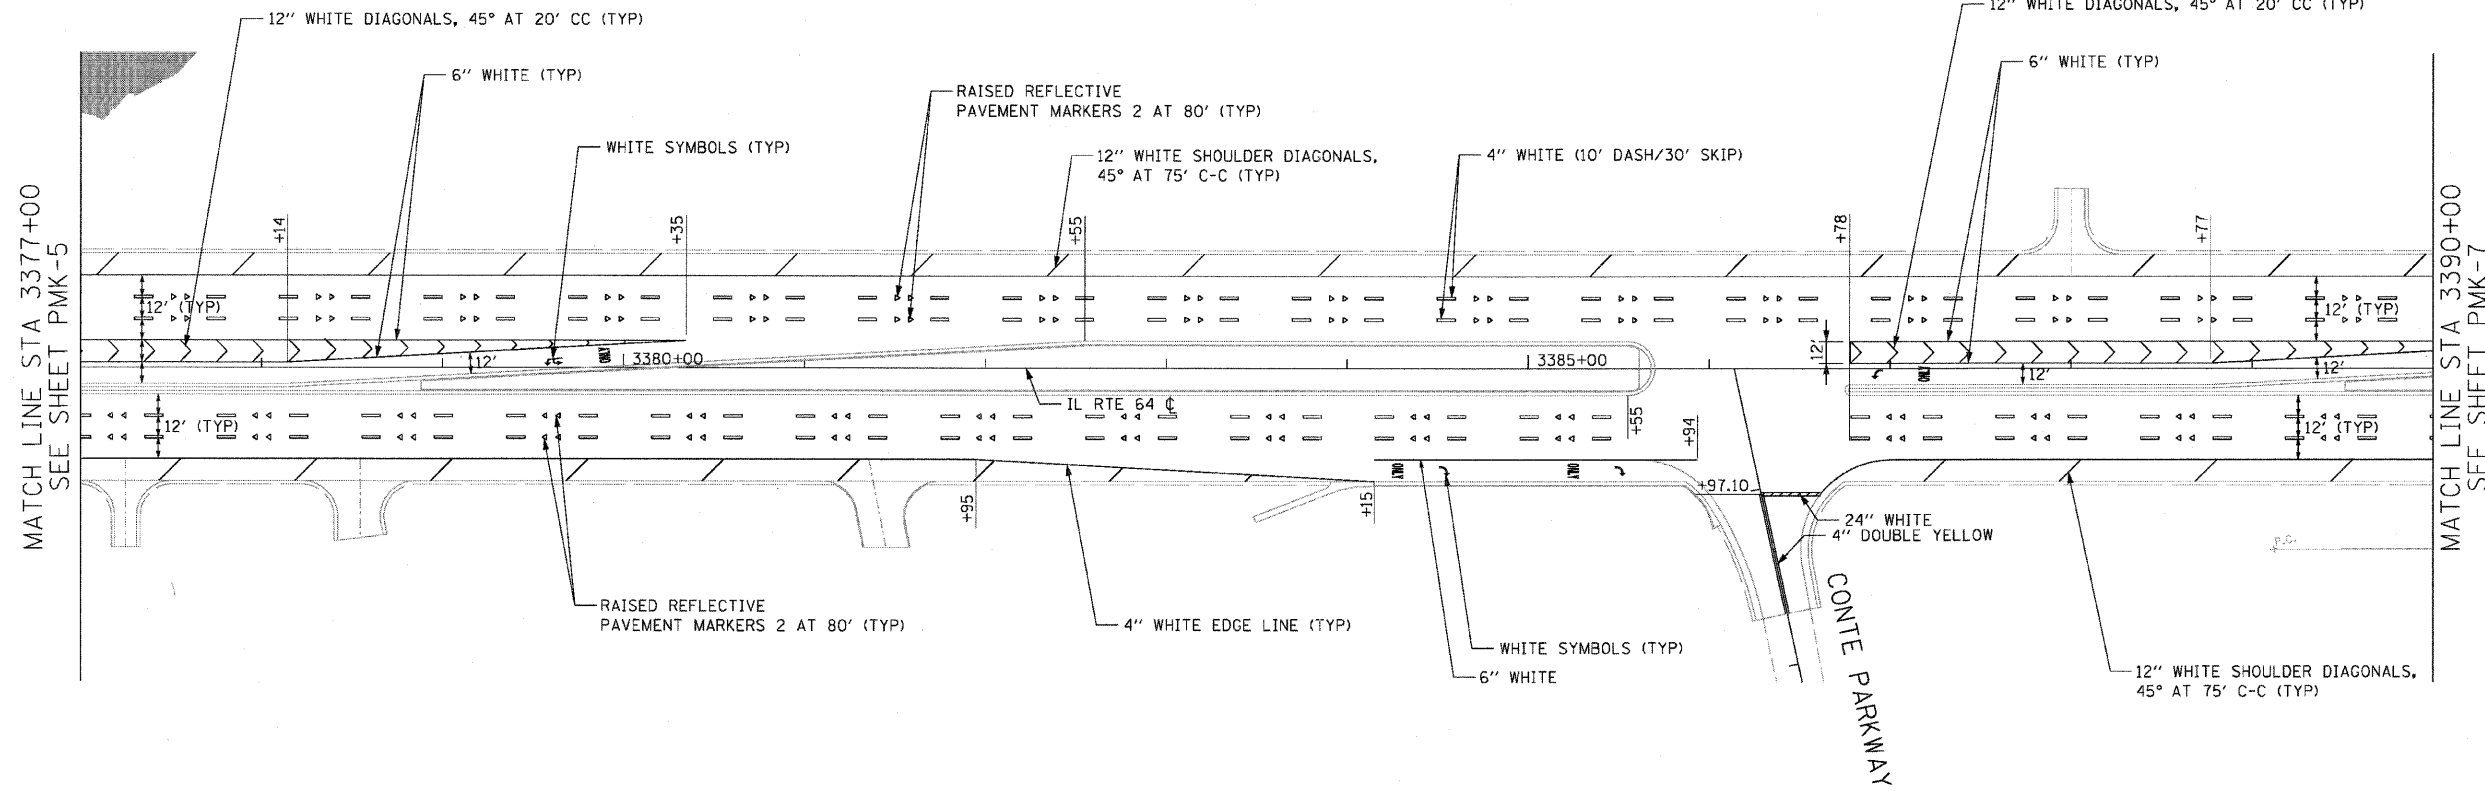 12" WHITE DIAGONALS, 45° AT 20' CC (TYP)
12" WHITE DIAGONALS, 45° AT 20' CC (TYP)
6" WHITE (TYP)
6" WHITE (TYP)
RAISED REFLECTIVE
PAVEMENT MARKERS 2 AT 80' (TYP)
WHITE SYMBOLS (TYP)
12" WHITE SHOULDER DIAGONALS,
45° AT 75' C-C (TYP)
4" WHITE (10' DASH/30' SKIP)
MATCH LINE STA 3377+00
SEE SHEET PMK-5
+14
+35
+55
+78
+77
MATCH LINE STA 3390+00
SEE SHEET PMK-7
12' (TYP)
12' (TYP)
12'
ONLY
3380+00
3385+00
12'
ONLY
12'
12'
IL RTE 64 ℄
12' (TYP)
+55
+94
12' (TYP)
ONLY
ONLY
+95
+15
+97.10
24" WHITE
4" DOUBLE YELLOW
P.C.
CONTE PARKWAY
RAISED REFLECTIVE
PAVEMENT MARKERS 2 AT 80' (TYP)
4" WHITE EDGE LINE (TYP)
WHITE SYMBOLS (TYP)
6" WHITE
12" WHITE SHOULDER DIAGONALS,
45° AT 75' C-C (TYP)